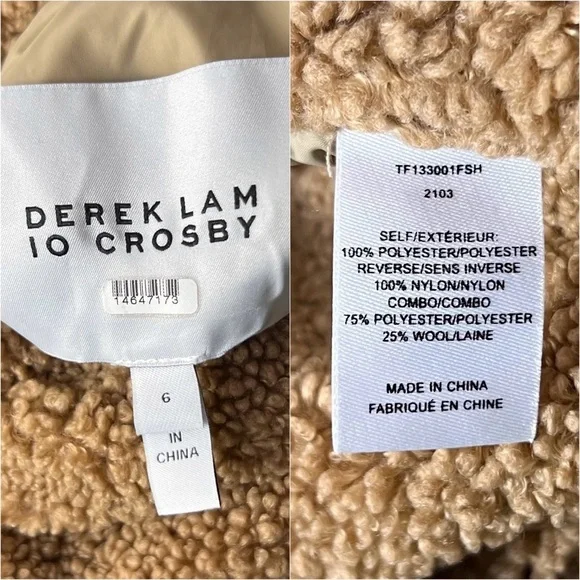 DEREK LAM
10 CROSBY
14647173
6
IN
CHINA
TF133001FSH
2103
SELF/EXTÉRIEUR:
100% POLYESTER/POLYESTER
REVERSE/SENS INVERSE
100% NYLON/NYLON
COMBO/COMBO
75% POLYESTER/POLYESTER
25% WOOL/LAINE
MADE IN CHINA
FABRIQUÉ EN CHINE